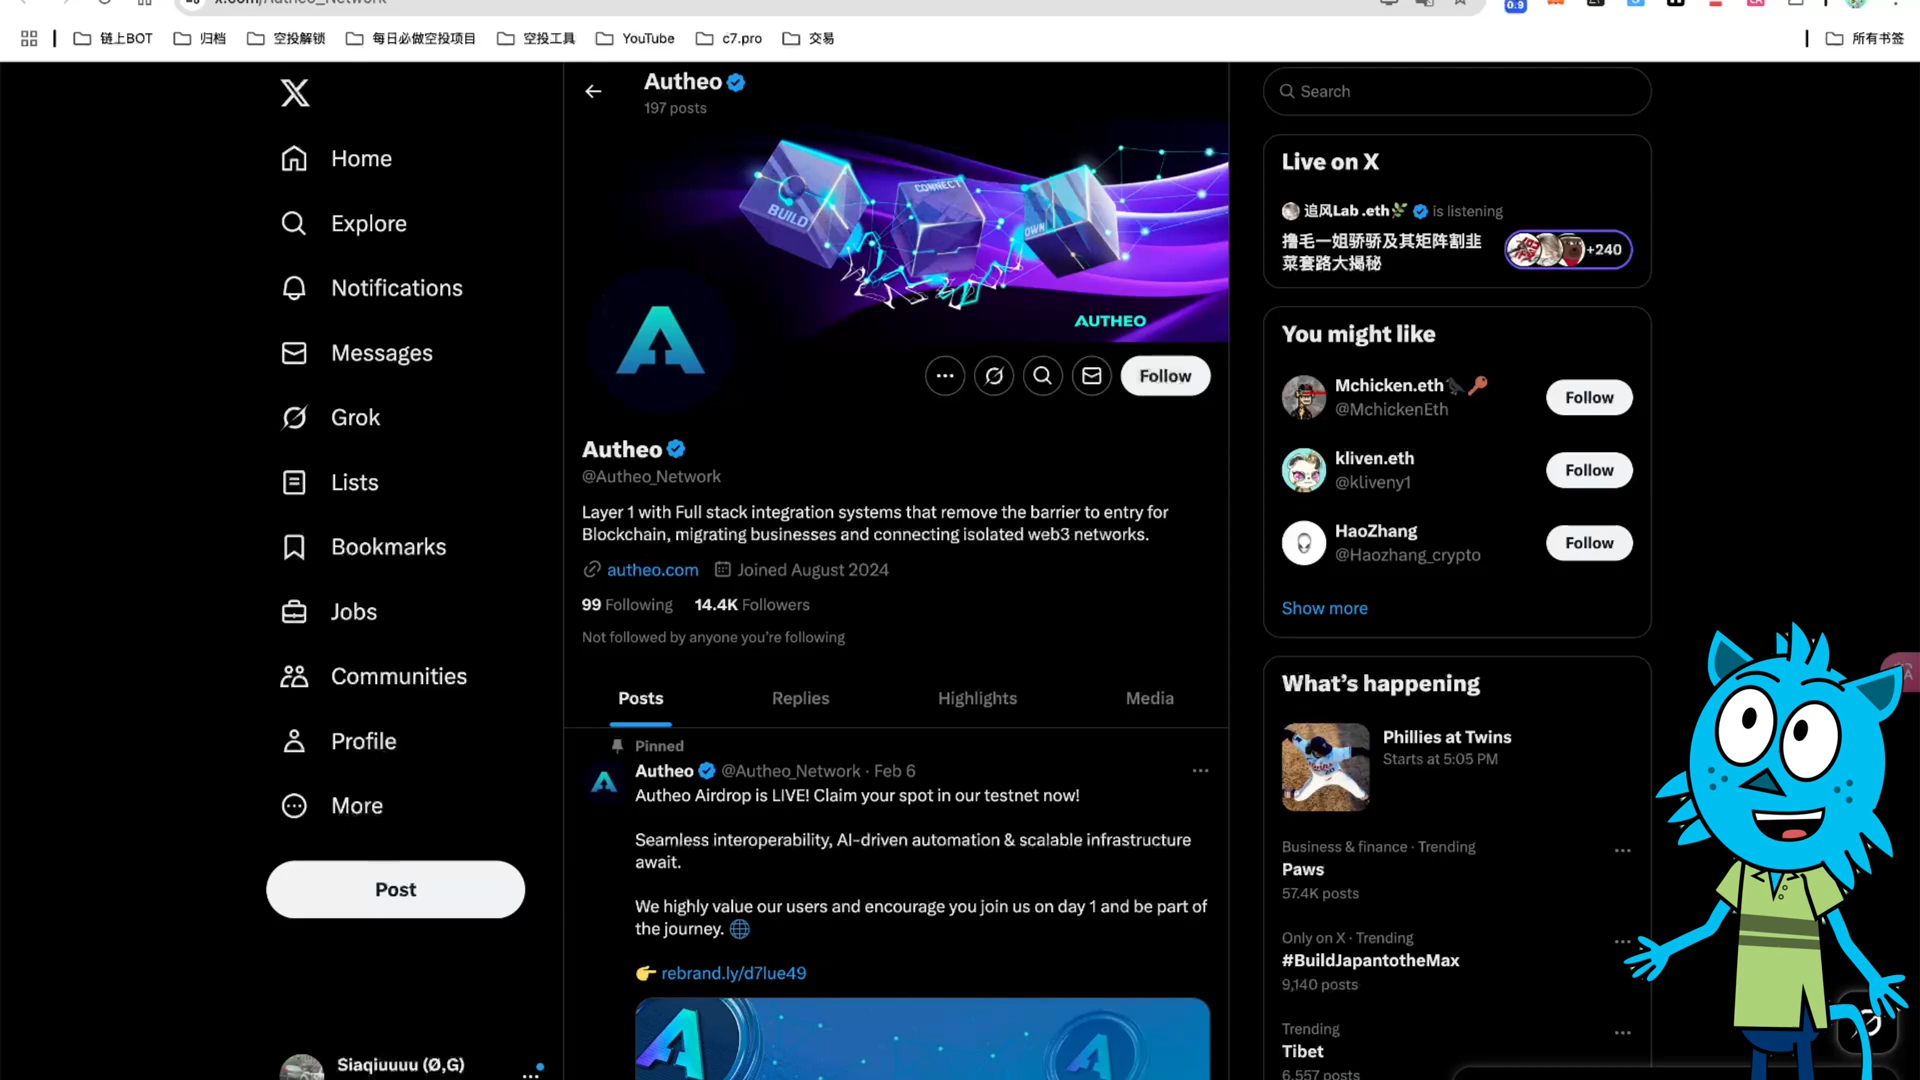 x.com/Autheo_Network
0.9
链上BOT
归档
空投解锁
每日必做空投项目
空投工具
YouTube
c7.pro
交易
所有书签
Home
Explore
Notifications
Messages
Grok
Lists
Bookmarks
Jobs
Communities
Profile
More
Post
Siaqiuuuu (Ø,G)
Autheo
197 posts
BUILD
CONNECT
OWN
AUTHEO
Follow
Autheo
@Autheo_Network
Layer 1 with Full stack integration systems that remove the barrier to entry for
Blockchain, migrating businesses and connecting isolated web3 networks.
autheo.com Joined August 2024
99 Following 14.4K Followers
Not followed by anyone you're following
Posts Replies Highlights Media
Pinned
Autheo @Autheo_Network · Feb 6
Autheo Airdrop is LIVE! Claim your spot in our testnet now!
Seamless interoperability, AI-driven automation & scalable infrastructure
await.
We highly value our users and encourage you join us on day 1 and be part of
the journey. 🌐
👉 rebrand.ly/d7lue49
Search
Live on X
追风Lab .eth🌿 is listening
撸毛一姐骄骄及其矩阵割韭
菜套路大揭秘
+240
You might like
Mchicken.eth
@MchickenEth
Follow
kliven.eth
@kliveny1
Follow
HaoZhang
@Haozhang_crypto
Follow
Show more
What's happening
Phillies at Twins
Starts at 5:05 PM
Business & finance · Trending
Paws
57.4K posts
Only on X · Trending
#BuildJapantotheMax
9,140 posts
Trending
Tibet
6,557 posts